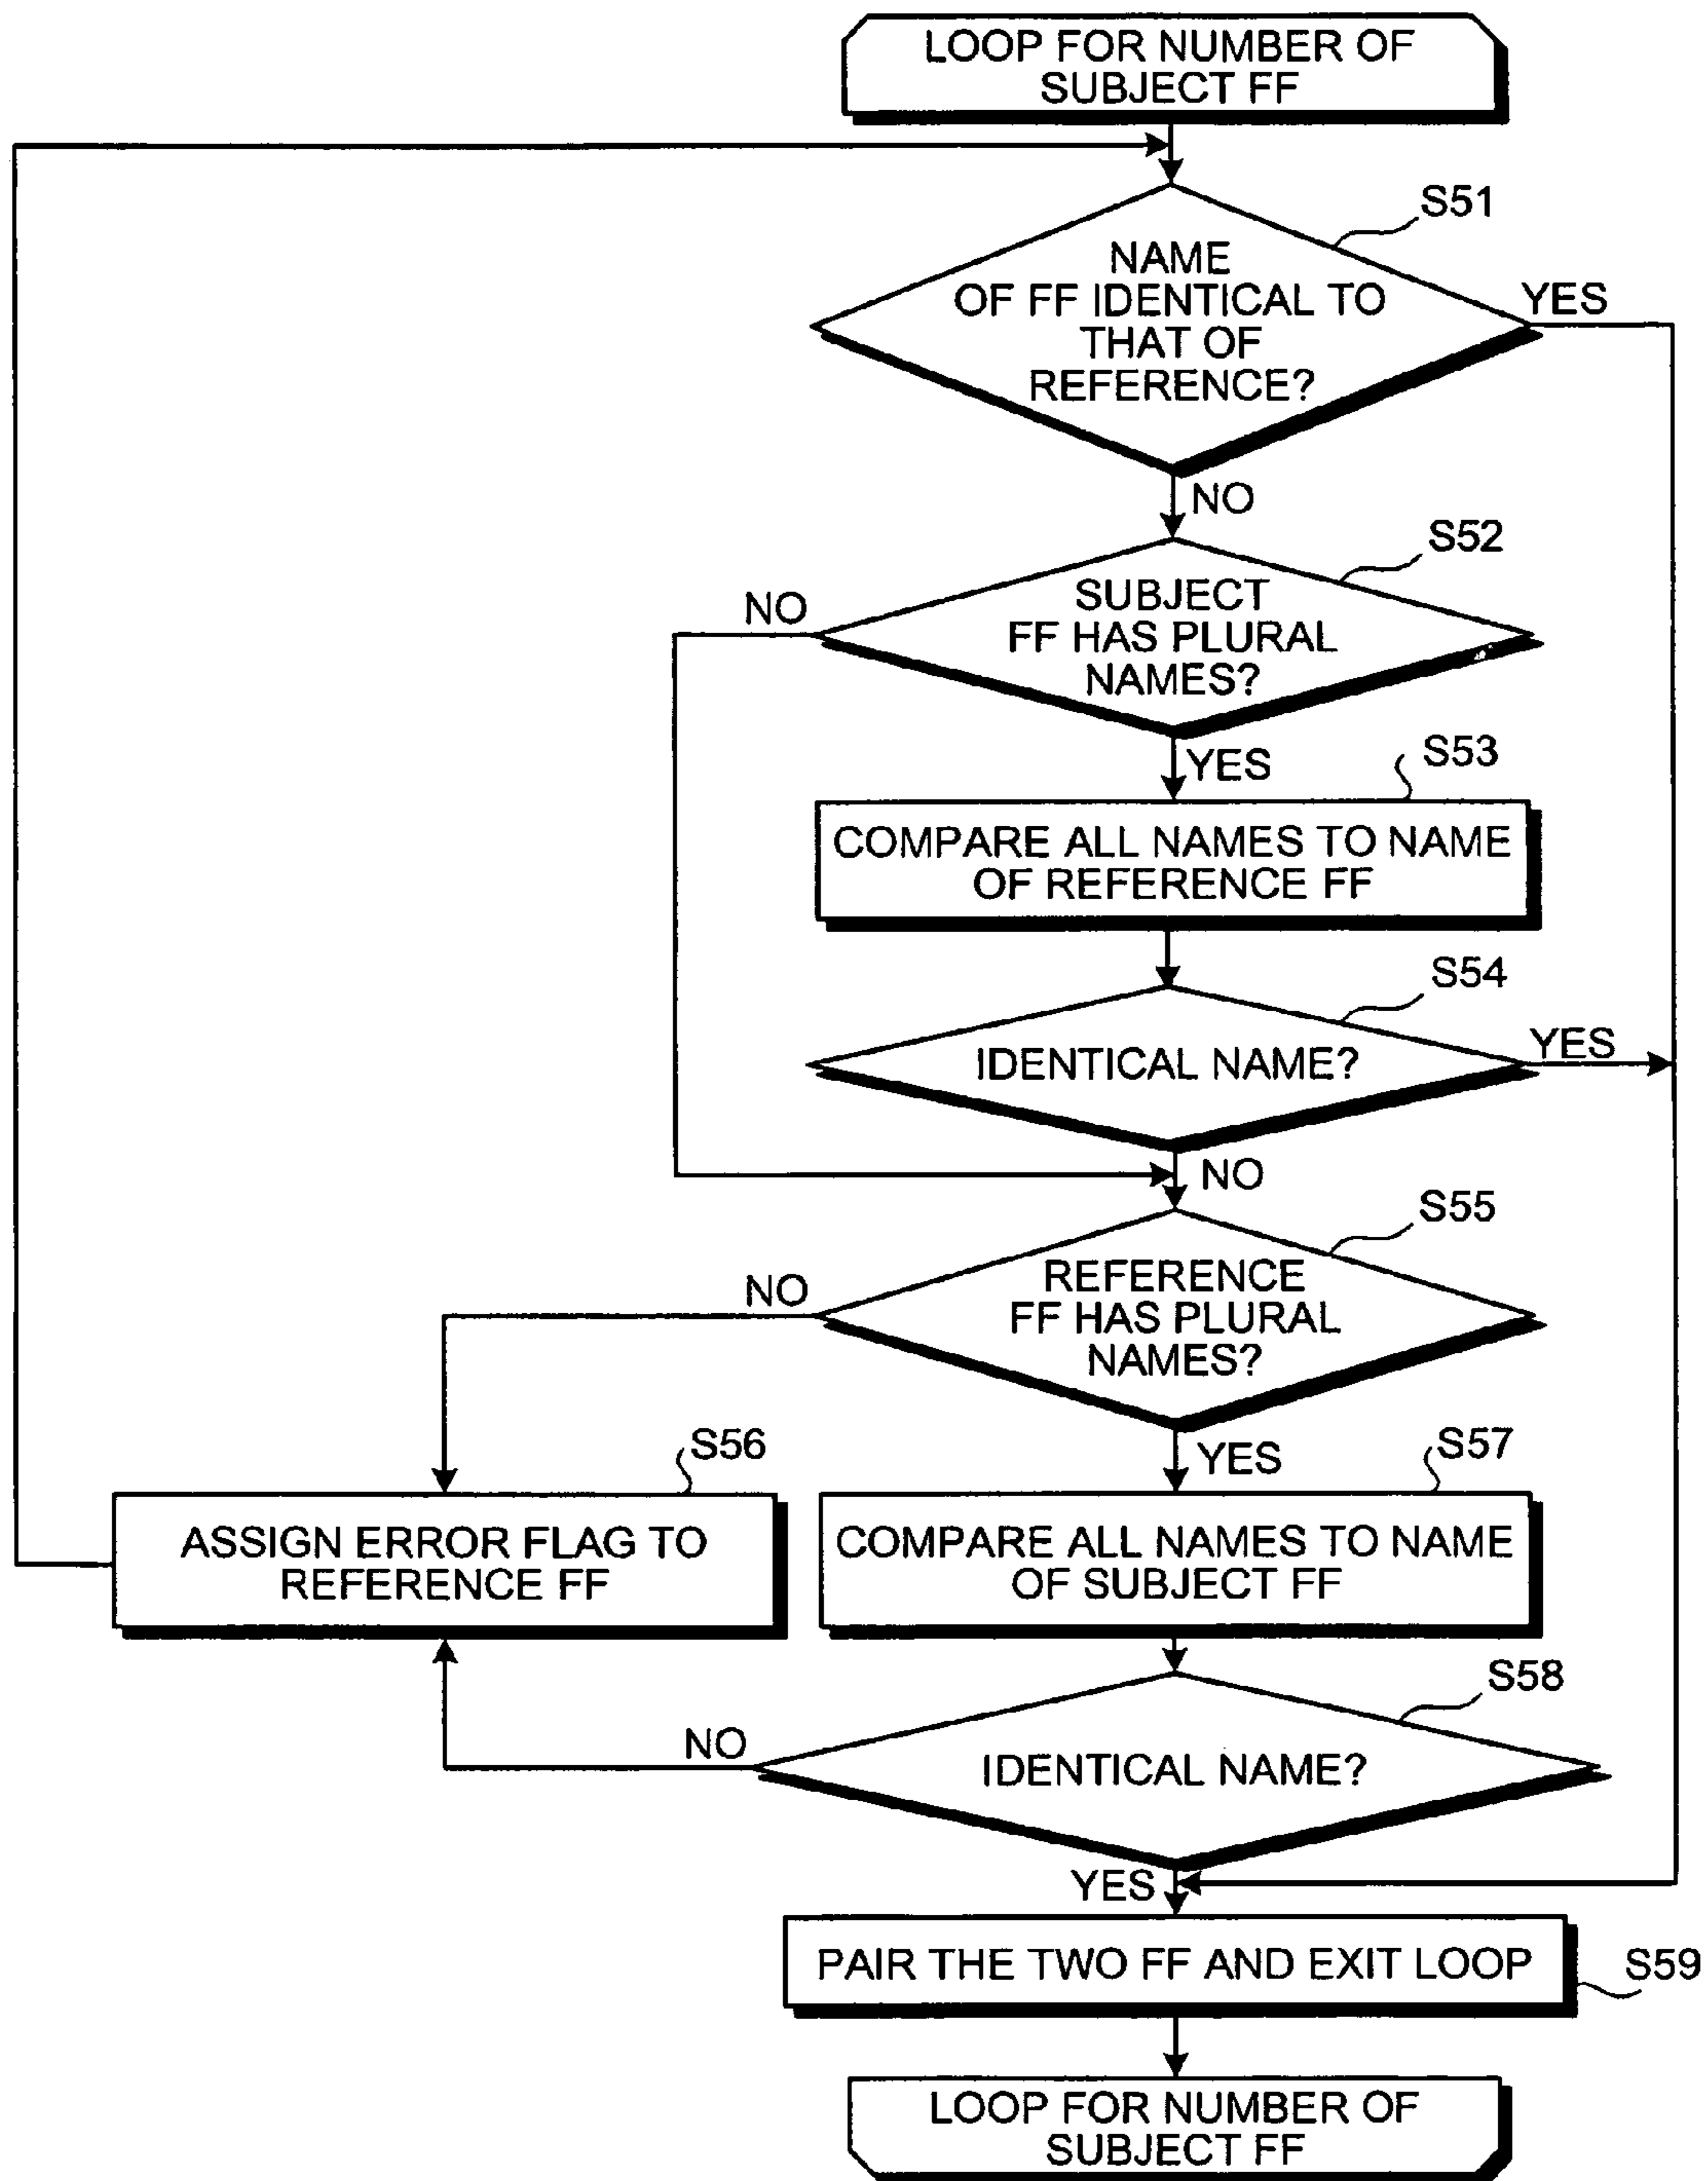 LOOP FOR NUMBER OF
SUBJECT FF
S51
NAME
OF FF IDENTICAL TO
THAT OF
REFERENCE?
YES
NO
S52
SUBJECT
FF HAS PLURAL
NAMES?
NO
YES
S53
COMPARE ALL NAMES TO NAME
OF REFERENCE FF
S54
IDENTICAL NAME?
YES
NO
S55
REFERENCE
FF HAS PLURAL
NAMES?
NO
YES
S56
ASSIGN ERROR FLAG TO
REFERENCE FF
S57
COMPARE ALL NAMES TO NAME
OF SUBJECT FF
S58
IDENTICAL NAME?
NO
YES
PAIR THE TWO FF AND EXIT LOOP
S59
LOOP FOR NUMBER OF
SUBJECT FF